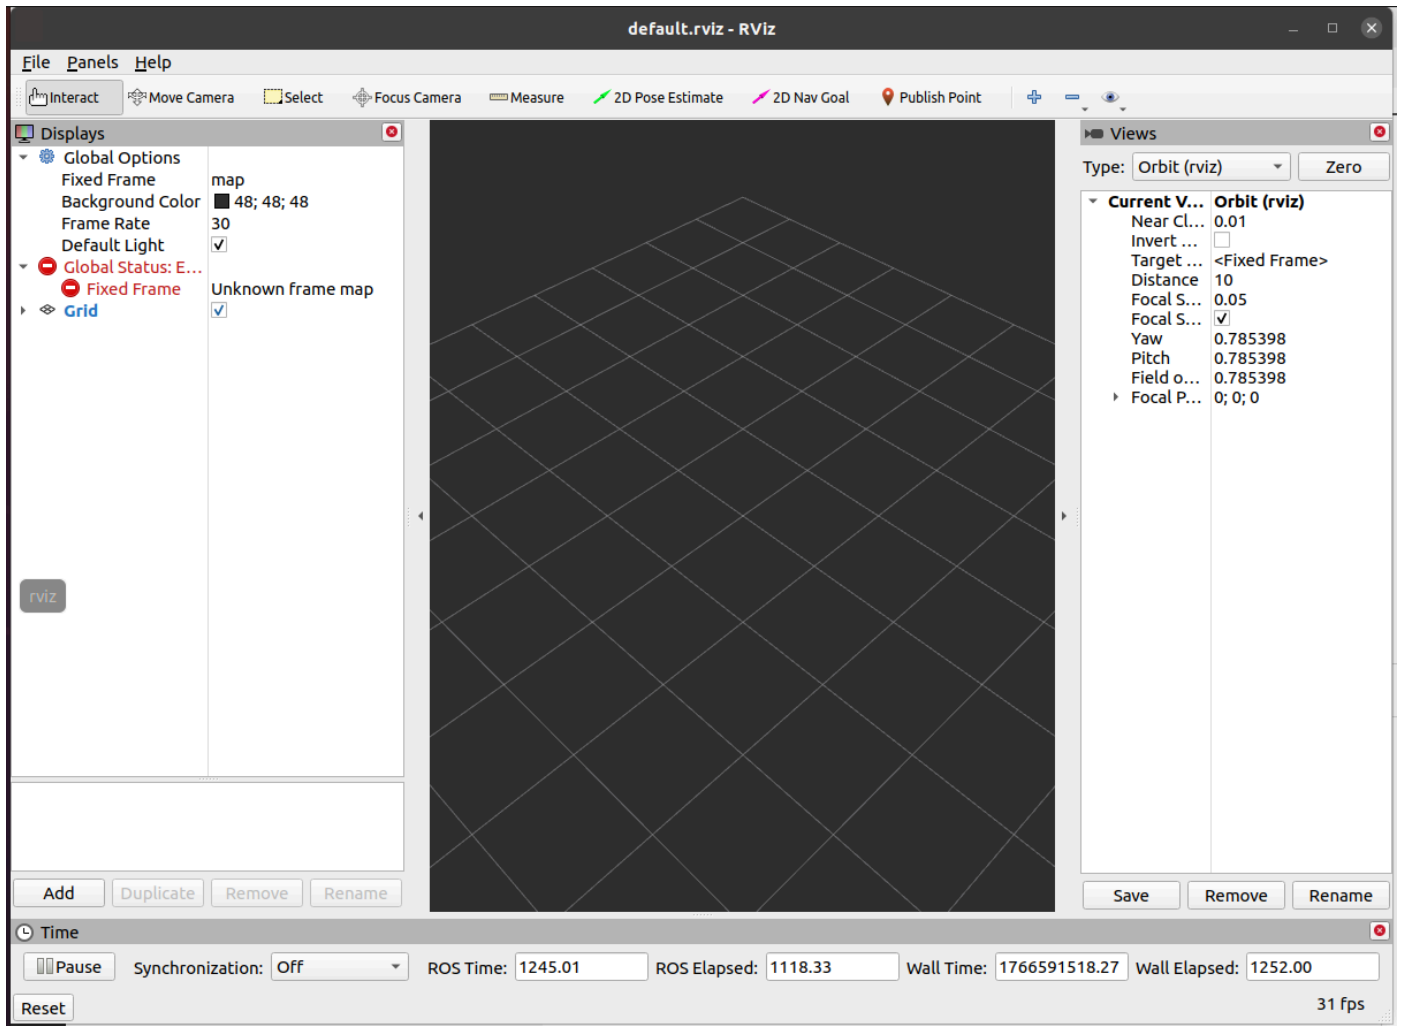 default.rviz - RViz
File Panels Help
Interact Move Camera Select Focus Camera Measure 2D Pose Estimate 2D Nav Goal Publish Point
Displays
Global Options
Fixed Frame map
Background Color 48; 48; 48
Frame Rate 30
Default Light
Global Status: E...
Fixed Frame Unknown frame map
Grid
rviz
Add Duplicate Remove Rename
Views
Type: Orbit (rviz) Zero
Current V... Orbit (rviz)
Near Cl... 0.01
Invert ...
Target ... <Fixed Frame>
Distance 10
Focal S... 0.05
Focal S...
Yaw 0.785398
Pitch 0.785398
Field o... 0.785398
Focal P... 0; 0; 0
Save Remove Rename
Time
Pause Synchronization: Off ROS Time: 1245.01 ROS Elapsed: 1118.33 Wall Time: 1766591518.27 Wall Elapsed: 1252.00
Reset 31 fps